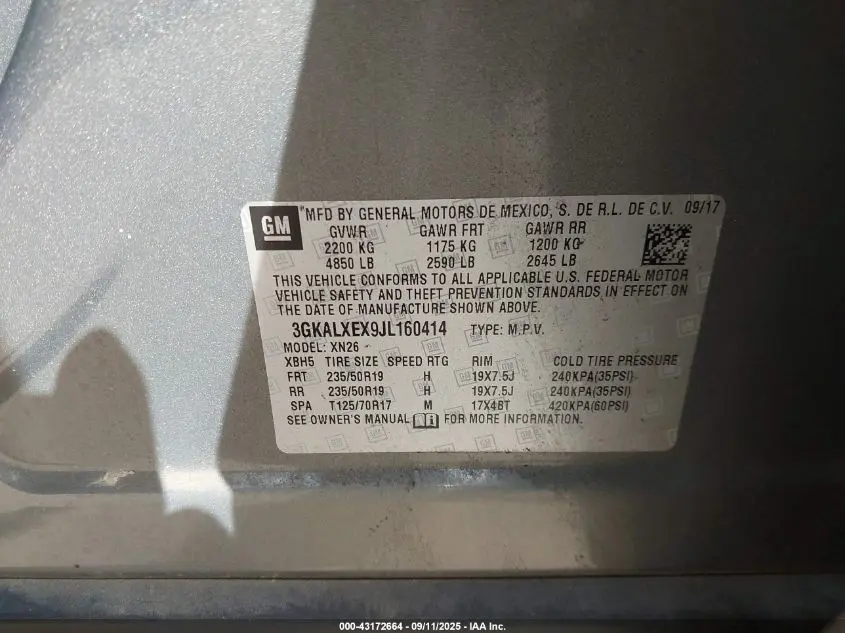 GM
*MFD BY GENERAL MOTORS DE MEXICO, S. DE R.L. DE C.V. 09/17
GVWR GAWR FRT GAWR RR
2200 KG 1175 KG 1200 KG
4850 LB 2590 LB 2645 LB
THIS VEHICLE CONFORMS TO ALL APPLICABLE U.S. FEDERAL MOTOR
VEHICLE SAFETY AND THEFT PREVENTION STANDARDS IN EFFECT ON
THE DATE OF MANUFACTURE SHOWN ABOVE.
3GKALXEX9JL160414 TYPE: M.P.V.
MODEL: XN26
XBH5 TIRE SIZE SPEED RTG RIM COLD TIRE PRESSURE
FRT 235/50R19 H 19X7.5J 240KPA(35PSI)
RR 235/50R19 H 19X7.5J 240KPA(35PSI)
SPA T125/70R17 M 17X4BT 420KPA(60PSI)
SEE OWNER'S MANUAL FOR MORE INFORMATION.
000-43172664 - 09/11/2025 - IAA Inc.